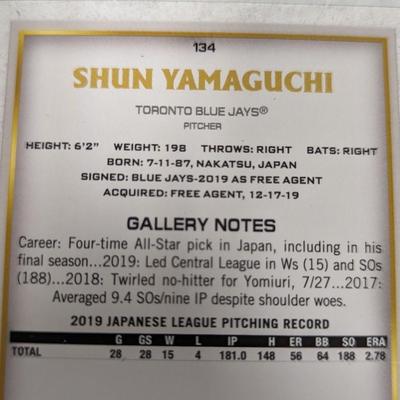 134
SHUN YAMAGUCHI
TORONTO BLUE JAYS®
PITCHER
HEIGHT: 6'2" WEIGHT: 198 THROWS: RIGHT BATS: RIGHT
BORN: 7-11-87, NAKATSU, JAPAN
SIGNED: BLUE JAYS-2019 AS FREE AGENT
ACQUIRED: FREE AGENT, 12-17-19
GALLERY NOTES
Career: Four-time All-Star pick in Japan, including in his
final season...2019: Led Central League in Ws (15) and SOs
(188)...2018: Twirled no-hitter for Yomiuri, 7/27...2017:
Averaged 9.4 SOs/nine IP despite shoulder woes.
2019 JAPANESE LEAGUE PITCHING RECORD
G GS W L IP H ER BB SO ERA
TOTAL 28 28 15 4 181.0 148 56 64 188 2.78